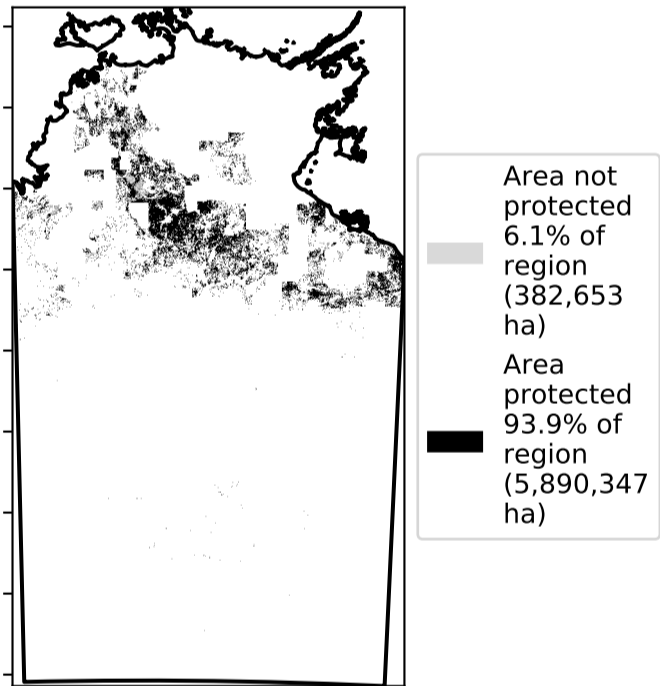 Area not
protected
6.1% of
region
(382,653
ha)
Area
protected
93.9% of
region
(5,890,347
ha)